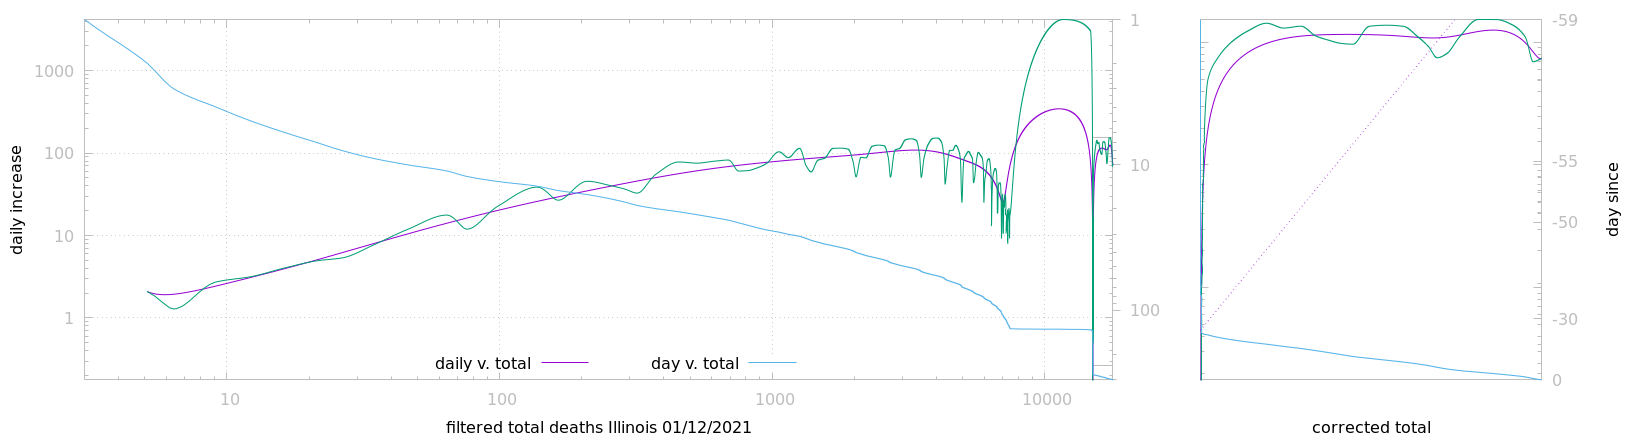 1
-59
1000
daily increase
100
10
-55
day since
-50
10
1
100
-30
daily v. total
day v. total
0
10
100
1000
10000
filtered total deaths Illinois 01/12/2021
corrected total